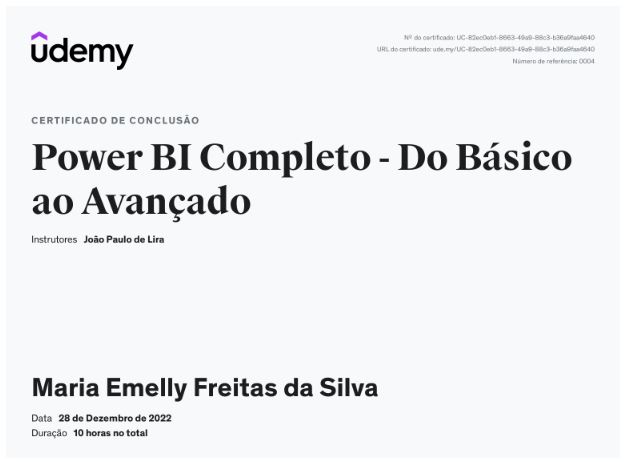 udemy
Nº do certificado: UC-82ec0eb1-8663-49a9-88c3-b36a9faa4640
URL do certificado: ude.my/UC-82ec0eb1-8663-49a9-88c3-b36a9faa4640
Número de referência: 0004
CERTIFICADO DE CONCLUSÃO
Power BI Completo - Do Básico
ao Avançado
Instrutores João Paulo de Lira
Maria Emelly Freitas da Silva
Data 28 de Dezembro de 2022
Duração 10 horas no total